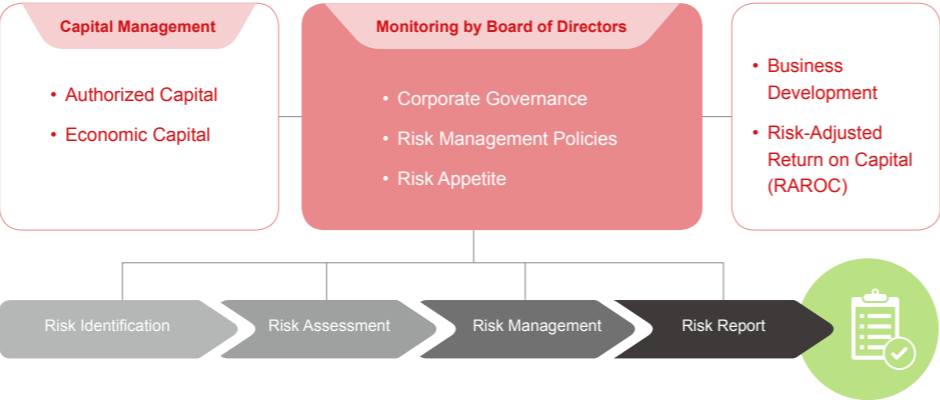 Capital Management
• Authorized Capital
• Economic Capital
Monitoring by Board of Directors
• Corporate Governance
• Risk Management Policies
• Risk Appetite
• Business
Development
• Risk-Adjusted
Return on Capital
(RAROC)
Risk Identification
Risk Assessment
Risk Management
Risk Report